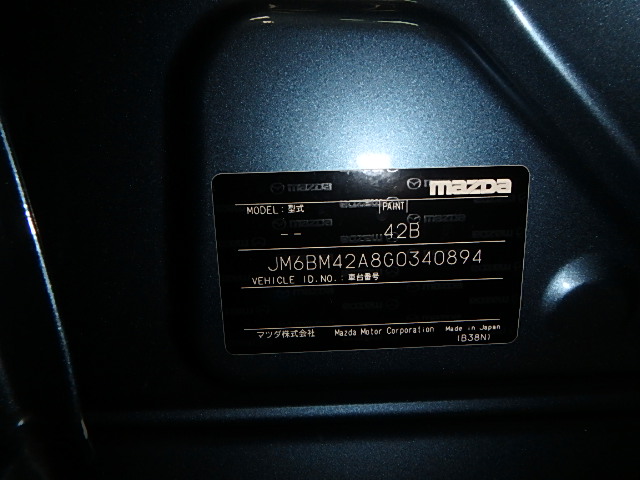 mazda
MODEL:型式 PAINT
-- 42B
JM6BM42A8G0340894
VEHICLE ID.NO.:車台番号
マツダ株式会社 Mazda Motor Corporation Made in Japan
(B38N)